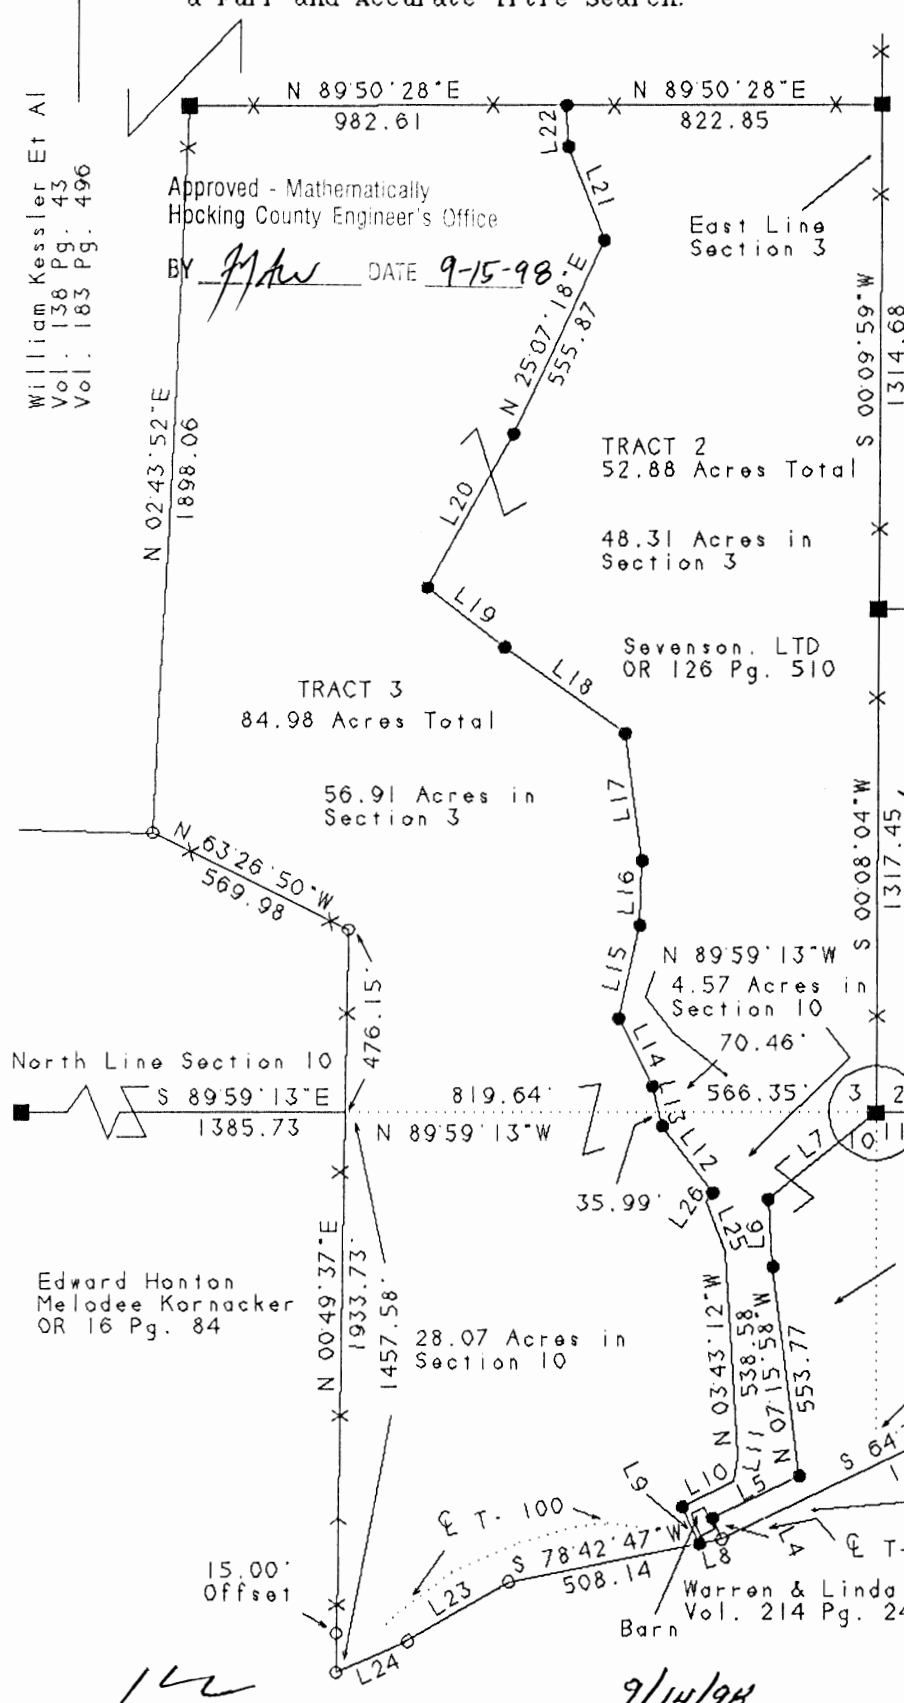 a Full and Accurate Title Search.
William Kessler Et Al
Vol. 138 Pg. 43
Vol. 183 Pg. 496
N 89°50'28"E
982.61
N 89°50'28"E
822.85
L22
L21
Approved - Mathematically
Hocking County Engineer's Office
BY DATE 9-15-98
East Line
Section 3
S 00°09'59"W
1314.68
N 25°07'18"E
555.87
N 02°43'52"E
1898.06
TRACT 2
52.88 Acres Total
48.31 Acres in
Section 3
L20
L19
L18
Sevenson, LTD
OR 126 Pg. 510
TRACT 3
84.98 Acres Total
56.91 Acres in
Section 3
L17
S 00°08'04"W
1317.45
N 63°26'50"W
569.98
L16
L15
N 89°59'13"W
4.57 Acres in
Section 10
476.15'
L14
70.46'
North Line Section 10
S 89°59'13"E
1385.73
819.64'
N 89°59'13"W
L13
566.35'
3 2
10 11
L12
L7
35.99'
L26
L25
L6
Edward Honton
Melodee Kornacker
OR 16 Pg. 84
N 00°49'37"E
1933.73'
1457.58'
28.07 Acres in
Section 10
N 03°43'12"W
538.58
N 07°15'58"W
553.77
L11
L10
L9
L5
S 64°
℄ T-100
S 78°42'47"W
508.14
L8
L4
℄ T-
15.00'
Offset
L23
L24
Barn
Warren & Linda
Vol. 214 Pg. 24
9/14/98